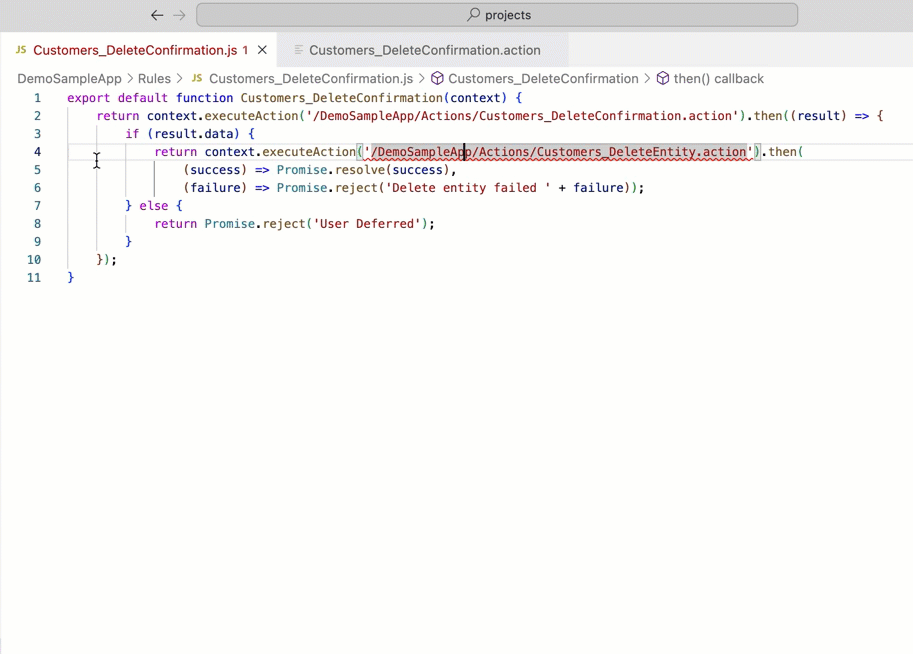 projects
JS Customers_DeleteConfirmation.js 1 Customers_DeleteConfirmation.action
DemoSampleApp > Rules > JS Customers_DeleteConfirmation.js > Customers_DeleteConfirmation > then() callback
1 export default function Customers_DeleteConfirmation(context) {
2 return context.executeAction('/DemoSampleApp/Actions/Customers_DeleteConfirmation.action').then((result) => {
3 if (result.data) {
4 return context.executeAction('/DemoSampleApp/Actions/Customers_DeleteEntity.action').then(
5 (success) => Promise.resolve(success),
6 (failure) => Promise.reject('Delete entity failed ' + failure));
7 } else {
8 return Promise.reject('User Deferred');
9 }
10 });
11 }